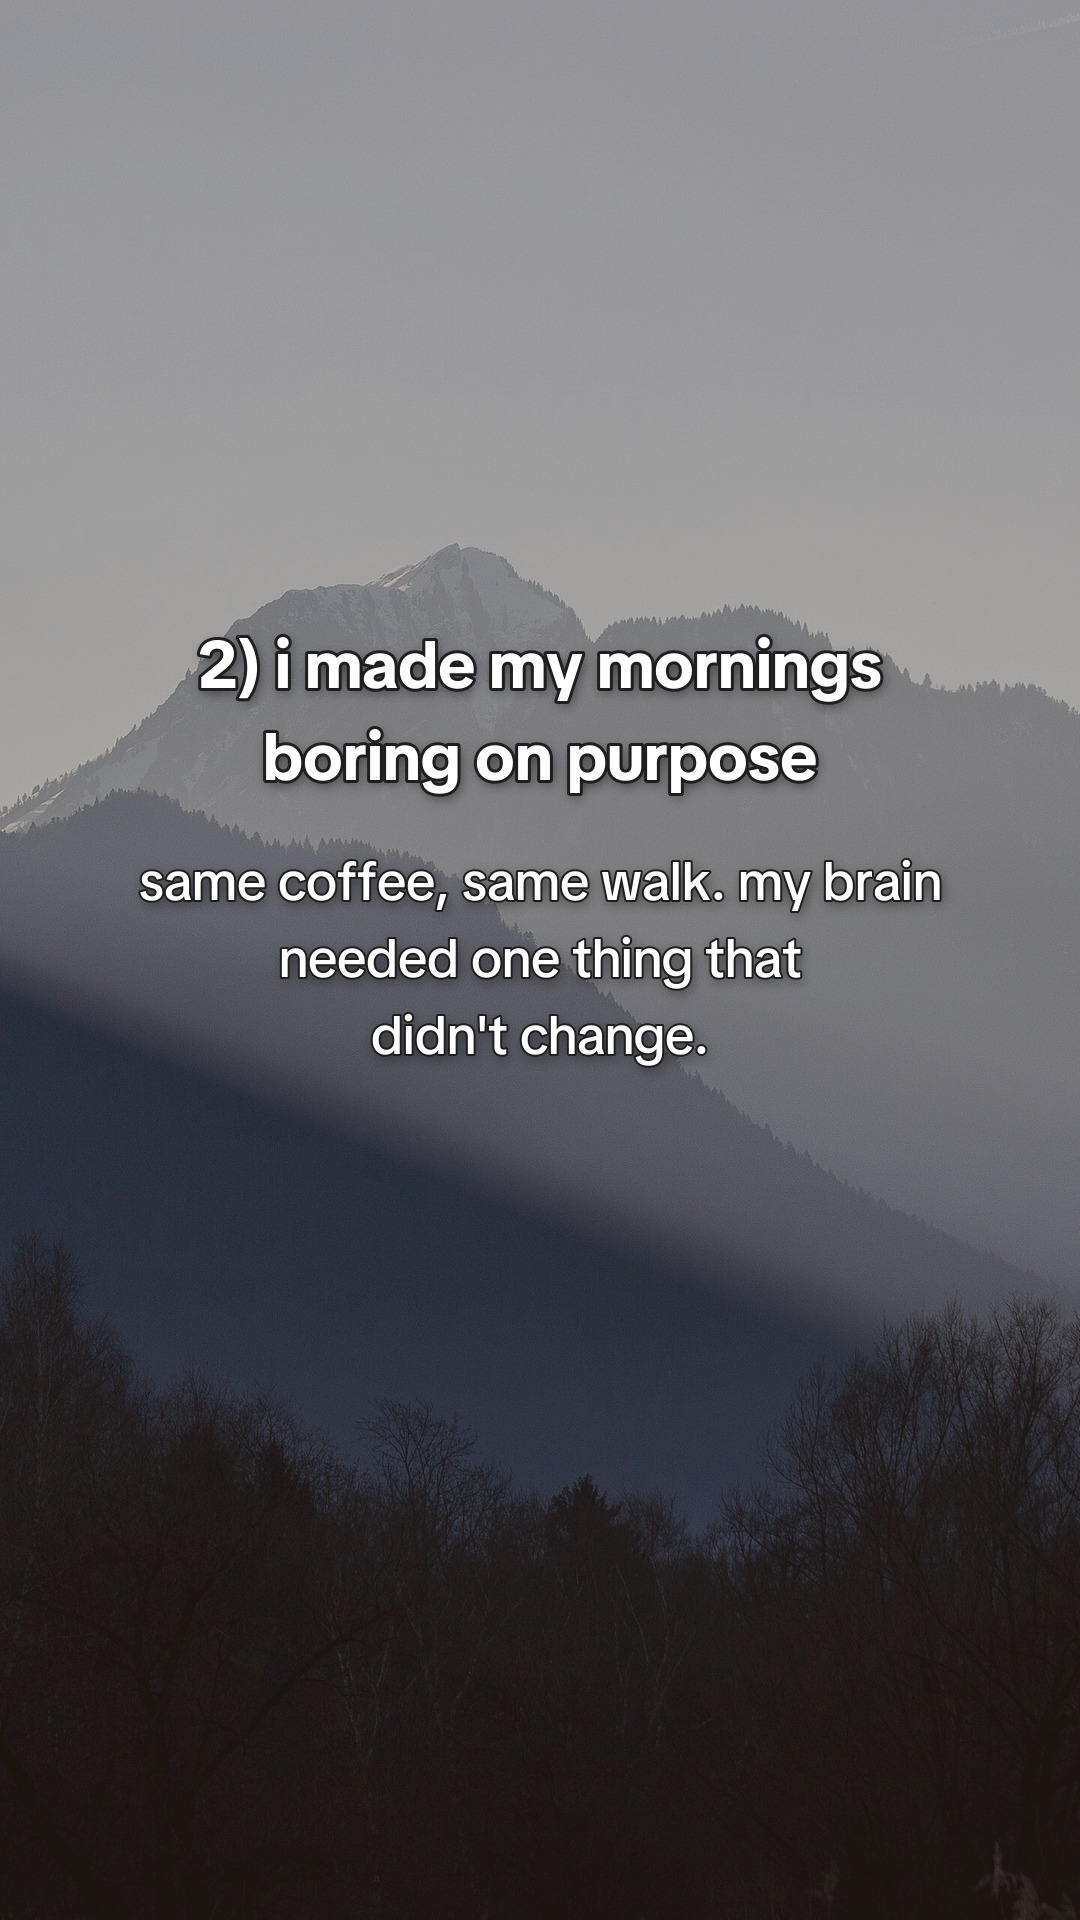 2) i made my mornings
boring on purpose
same coffee, same walk. my brain
needed one thing that
didn't change.